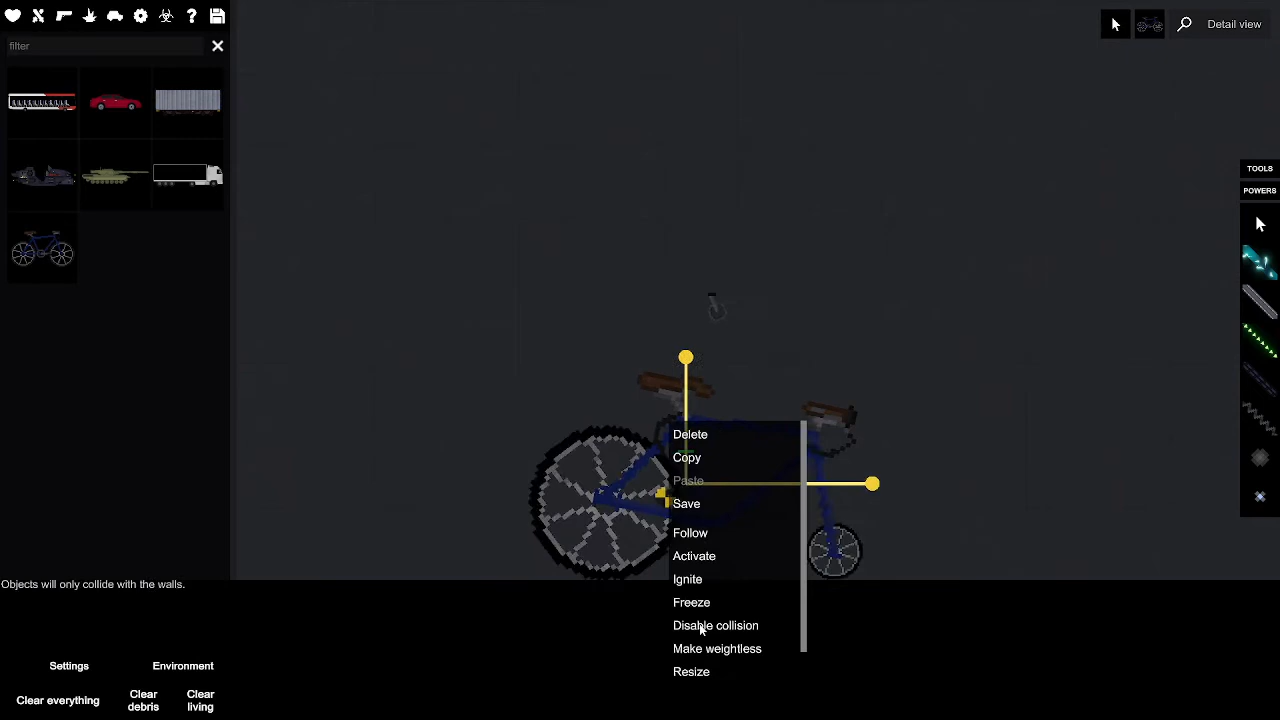 filter
Detail view
TOOLS
POWERS
Delete
Copy
Paste
Save
Follow
Activate
Ignite
Freeze
Disable collision
Make weightless
Resize
Objects will only collide with the walls.
Settings
Environment
Clear everything
Clear
debris
Clear
living